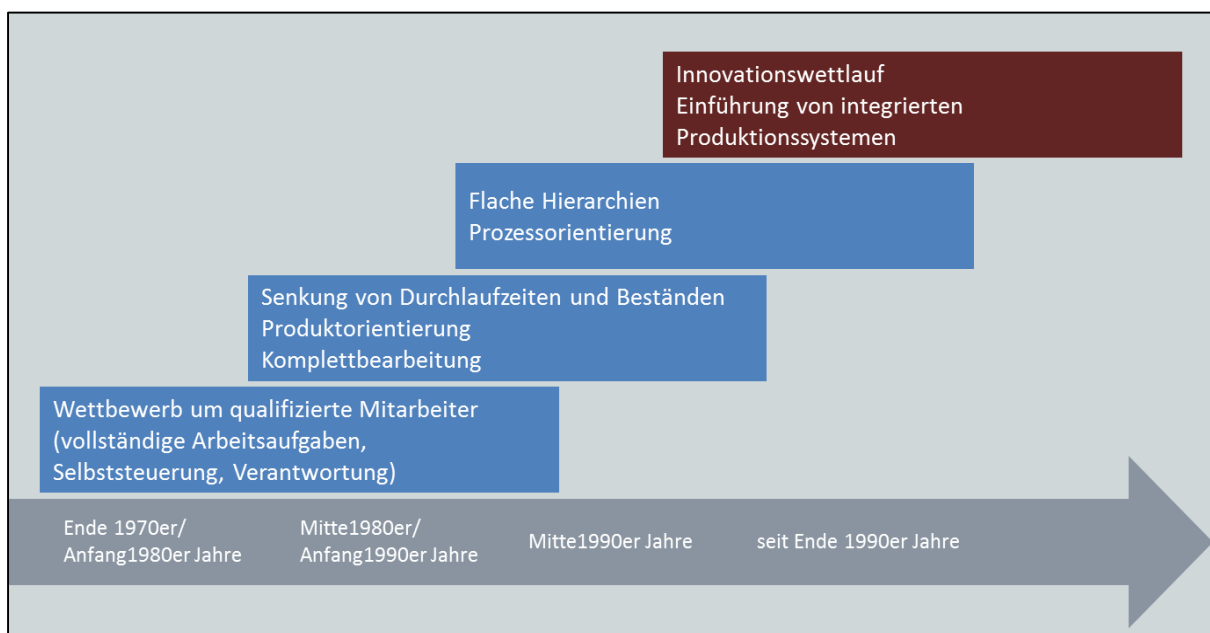 Innovationswettlauf
Einführung von integrierten
Produktionssystemen
Flache Hierarchien
Prozessorientierung
Senkung von Durchlaufzeiten und Beständen
Produktorientierung
Komplettbearbeitung
Wettbewerb um qualifizierte Mitarbeiter
(vollständige Arbeitsaufgaben,
Selbststeuerung, Verantwortung)
Ende 1970er/
Anfang1980er Jahre
Mitte1980er/
Anfang1990er Jahre
Mitte1990er Jahre
seit Ende 1990er Jahre